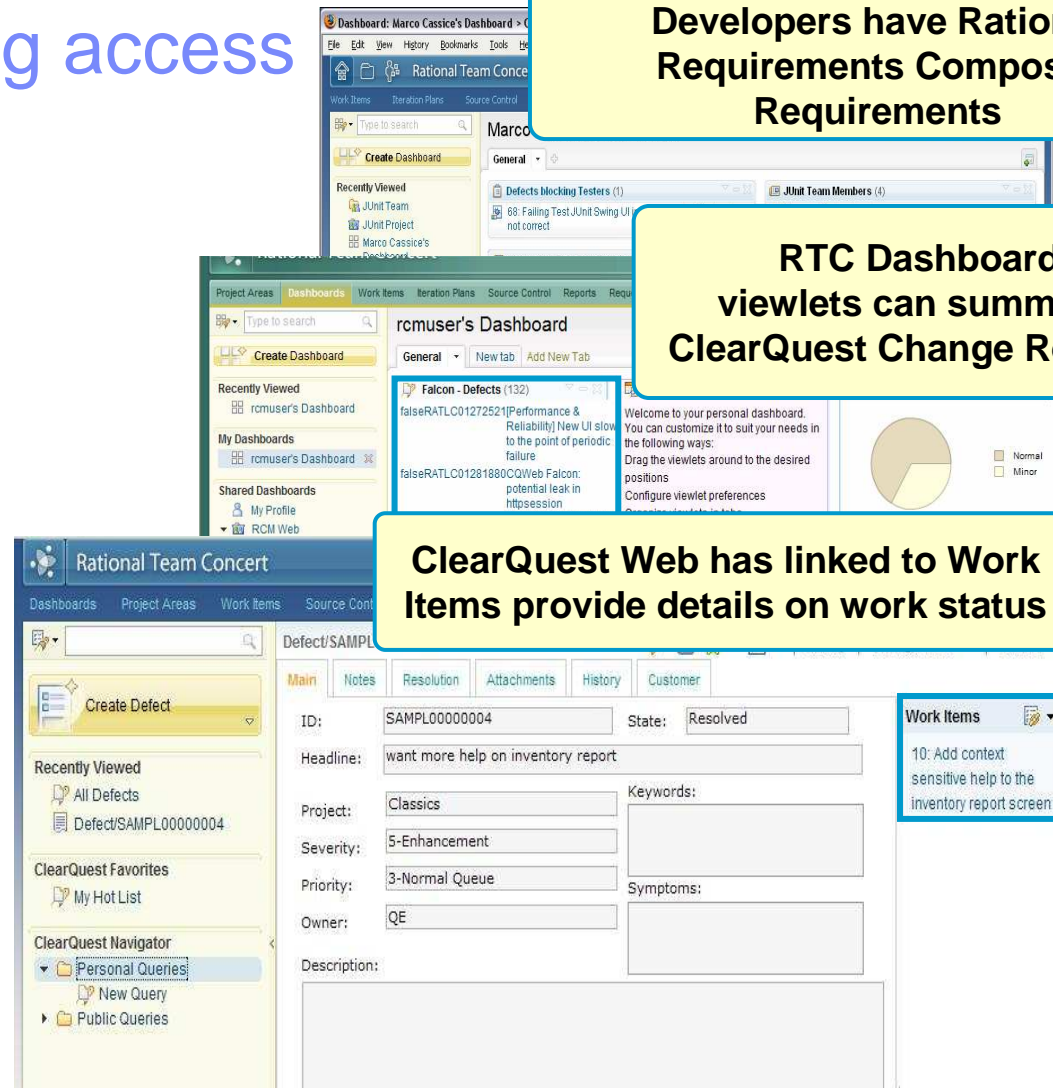 g access
Dashboard: Marco Cassice's Dashboard > C
File Edit View History Bookmarks Tools He
Rational Team Conce
Work Items Iteration Plans Source Control
Type to search
Marco
Create Dashboard
General
Recently Viewed
JUnit Team
JUnit Project
Marco Cassice's
Dashboard
Defects blocking Testers (1)
68: Failing Test JUnit Swing UI i
not correct
JUnit Team Members (4)
Developers have Ration
Requirements Compos
Requirements
RTC Dashboard
viewlets can summ
ClearQuest Change Re
Project Areas Dashboards Work Items Iteration Plans Source Control Reports Requ
Type to search
rcmuser's Dashboard
Create Dashboard
General New tab Add New Tab
Recently Viewed
rcmuser's Dashboard
My Dashboards
rcmuser's Dashboard
Shared Dashboards
My Profile
RCM Web
Falcon - Defects (132)
falseRATLC01272521[Performance &
Reliability] New UI slow
to the point of periodic
failure
falseRATLC01281880CQWeb Falcon:
potential leak in
httpsession
Welcome to your personal dashboard.
You can customize it to suit your needs in
the following ways:
Drag the viewlets around to the desired
positions
Configure viewlet preferences
Normal
Minor
ClearQuest Web has linked to Work
Items provide details on work status
Rational Team Concert
Dashboards Project Areas Work Items Source Cont
Defect/SAMPL
Create Defect
Recently Viewed
All Defects
Defect/SAMPL00000004
ClearQuest Favorites
My Hot List
ClearQuest Navigator
Personal Queries
New Query
Public Queries
Main Notes Resolution Attachments History Customer
ID: SAMPL00000004 State: Resolved
Headline: want more help on inventory report
Project: Classics Keywords:
Severity: 5-Enhancement
Priority: 3-Normal Queue Symptoms:
Owner: QE
Description:
Work Items
10: Add context
sensitive help to the
inventory report screen